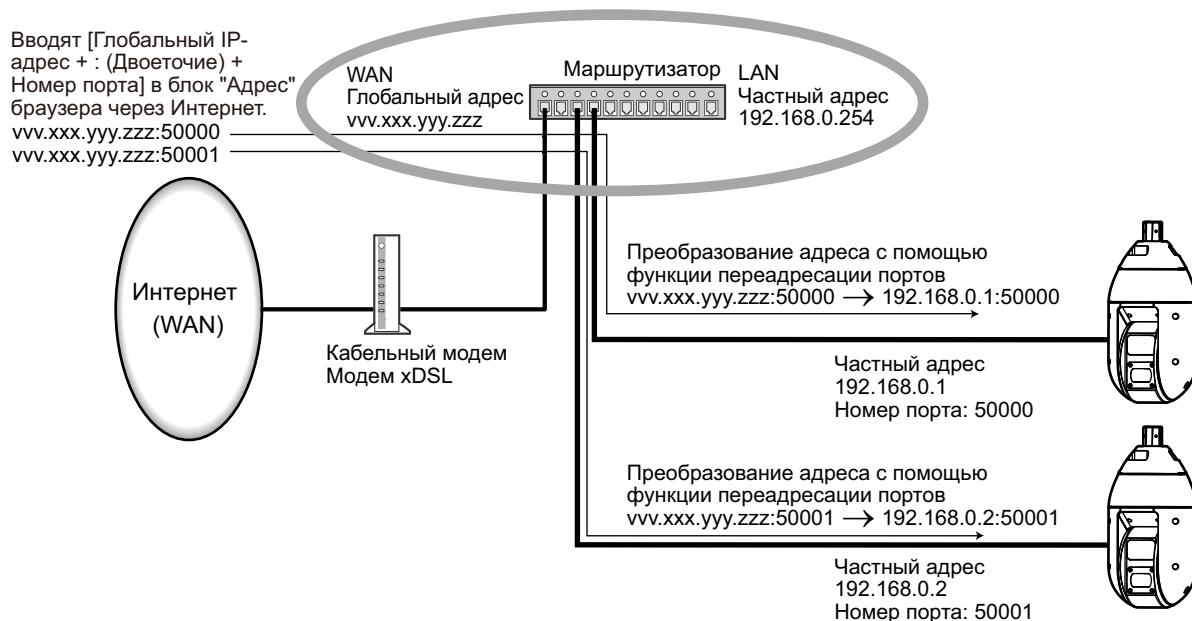 Вводят [Глобальный IP-
адрес + : (Двоеточие) +
Номер порта] в блок "Адрес"
браузера через Интернет.
vvv.xxx.yyy.zzz:50000
vvv.xxx.yyy.zzz:50001
WAN
Глобальный адрес
vvv.xxx.yyy.zzz
Маршрутизатор
LAN
Частный адрес
192.168.0.254
Интернет
(WAN)
Кабельный модем
Модем xDSL
Преобразование адреса с помощью
функции переадресации портов
vvv.xxx.yyy.zzz:50000 → 192.168.0.1:50000
Частный адрес
192.168.0.1
Номер порта: 50000
Преобразование адреса с помощью
функции переадресации портов
vvv.xxx.yyy.zzz:50001 → 192.168.0.2:50001
Частный адрес
192.168.0.2
Номер порта: 50001